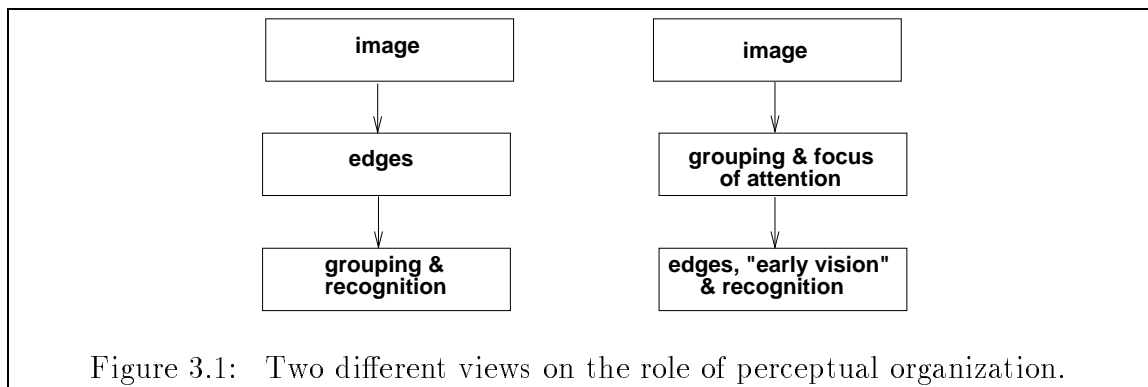 image
edges
grouping &
recognition
image
grouping & focus
of attention
edges, "early vision"
& recognition
Figure 3.1: Two different views on the role of perceptual organization.